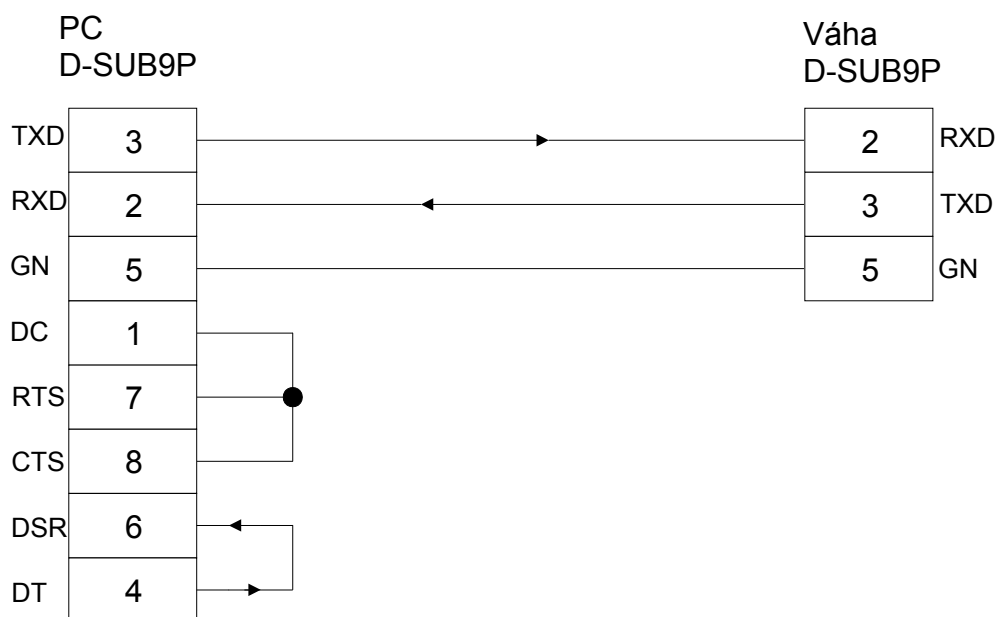 PC
D-SUB9P
Váha
D-SUB9P
TXD 3 2 RXD
RXD 2 3 TXD
GN 5 5 GN
DC 1
RTS 7
CTS 8
DSR 6
DT 4